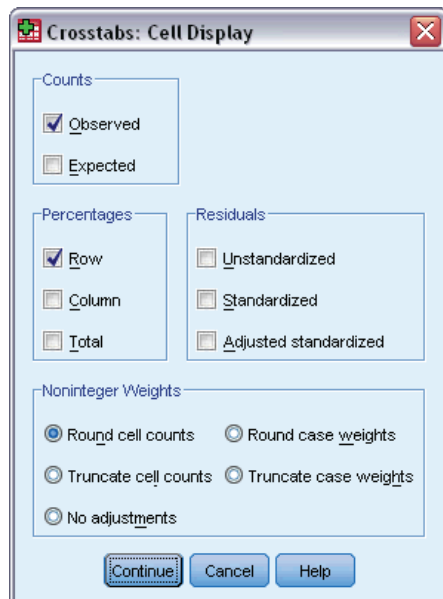 Crosstabs: Cell Display
Counts
Observed
Expected
Percentages
Row
Column
Total
Residuals
Unstandardized
Standardized
Adjusted standardized
Noninteger Weights
Round cell counts
Round case weights
Truncate cell counts
Truncate case weights
No adjustments
Continue
Cancel
Help